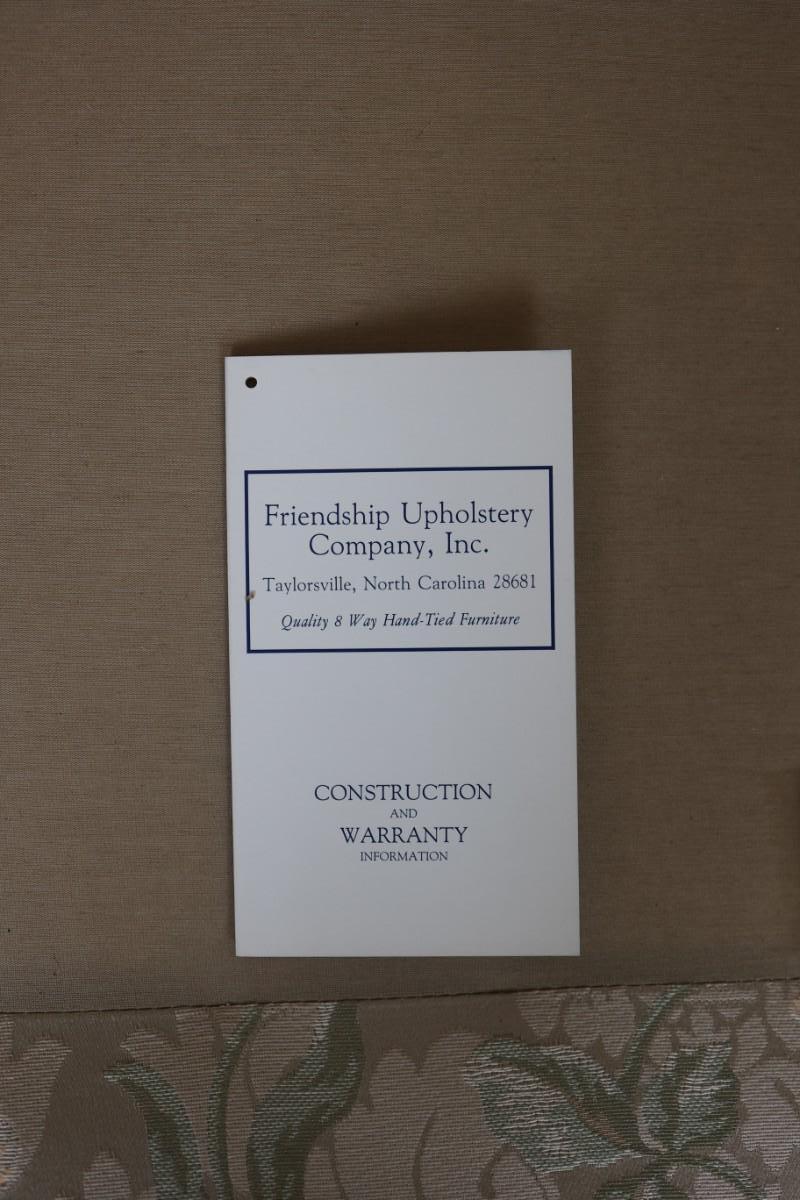 Friendship Upholstery
Company, Inc.
Taylorsville, North Carolina 28681
Quality 8 Way Hand-Tied Furniture
CONSTRUCTION
AND
WARRANTY
INFORMATION